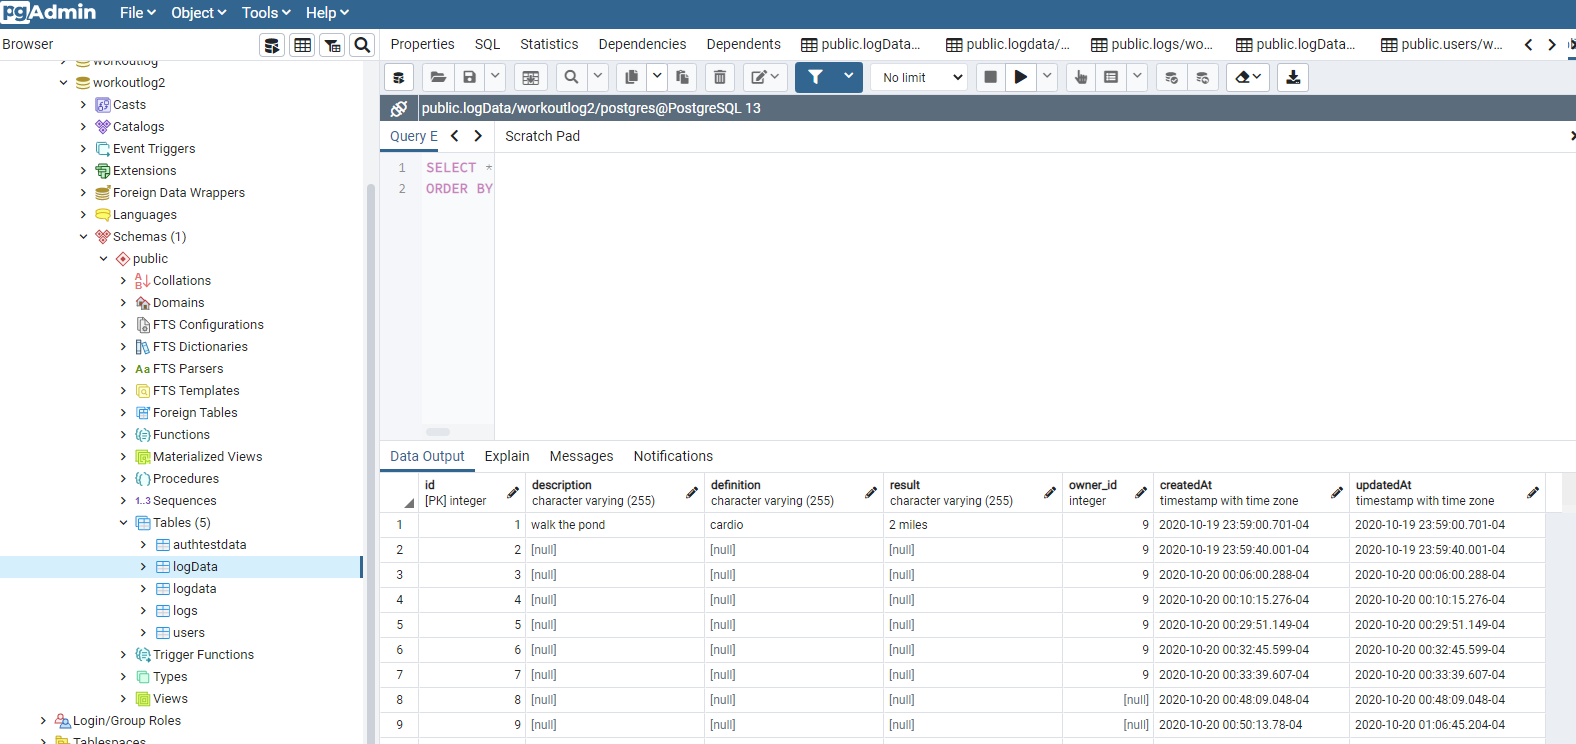 pgAdmin File Object Tools Help
Browser
Properties SQL Statistics Dependencies Dependents public.logData... public.logdata/... public.logs/wo... public.logData... public.users/w...
workoutlog
workoutlog2
Casts
Catalogs
Event Triggers
Extensions
Foreign Data Wrappers
Languages
Schemas (1)
public
Collations
Domains
FTS Configurations
FTS Dictionaries
FTS Parsers
FTS Templates
Foreign Tables
Functions
Materialized Views
Procedures
Sequences
Tables (5)
authtestdata
logData
logdata
logs
users
Trigger Functions
Types
Views
Login/Group Roles
Tablespaces
No limit
public.logData/workoutlog2/postgres@PostgreSQL 13
Query E Scratch Pad
1 SELECT *
2 ORDER BY
Data Output Explain Messages Notifications
id description definition result owner_id createdAt updatedAt
[PK] integer character varying (255) character varying (255) character varying (255) integer timestamp with time zone timestamp with time zone
1 1 walk the pond cardio 2 miles 9 2020-10-19 23:59:00.701-04 2020-10-19 23:59:00.701-04
2 2 [null] [null] [null] 9 2020-10-19 23:59:40.001-04 2020-10-19 23:59:40.001-04
3 3 [null] [null] [null] 9 2020-10-20 00:06:00.288-04 2020-10-20 00:06:00.288-04
4 4 [null] [null] [null] 9 2020-10-20 00:10:15.276-04 2020-10-20 00:10:15.276-04
5 5 [null] [null] [null] 9 2020-10-20 00:29:51.149-04 2020-10-20 00:29:51.149-04
6 6 [null] [null] [null] 9 2020-10-20 00:32:45.599-04 2020-10-20 00:32:45.599-04
7 7 [null] [null] [null] 9 2020-10-20 00:33:39.607-04 2020-10-20 00:33:39.607-04
8 8 [null] [null] [null] [null] 2020-10-20 00:48:09.048-04 2020-10-20 00:48:09.048-04
9 9 [null] [null] [null] [null] 2020-10-20 00:50:13.78-04 2020-10-20 01:06:45.204-04